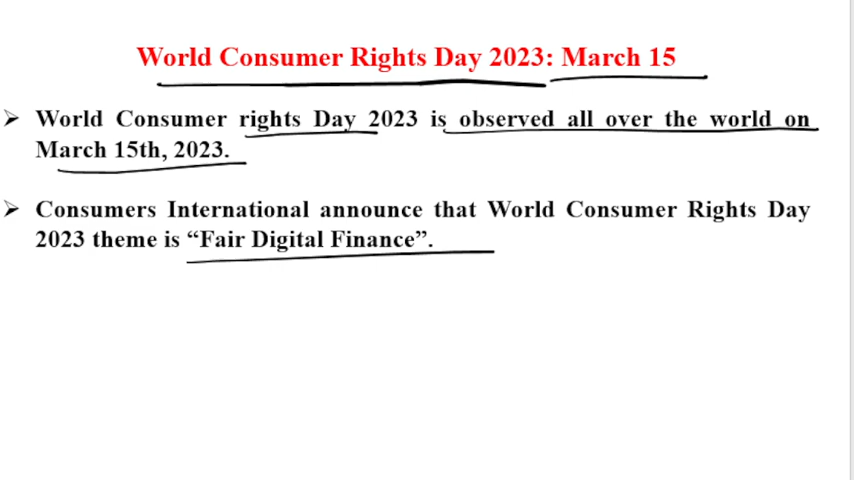 World Consumer Rights Day 2023: March 15
➢ World Consumer rights Day 2023 is observed all over the world on
March 15th, 2023.
➢ Consumers International announce that World Consumer Rights Day
2023 theme is “Fair Digital Finance”.